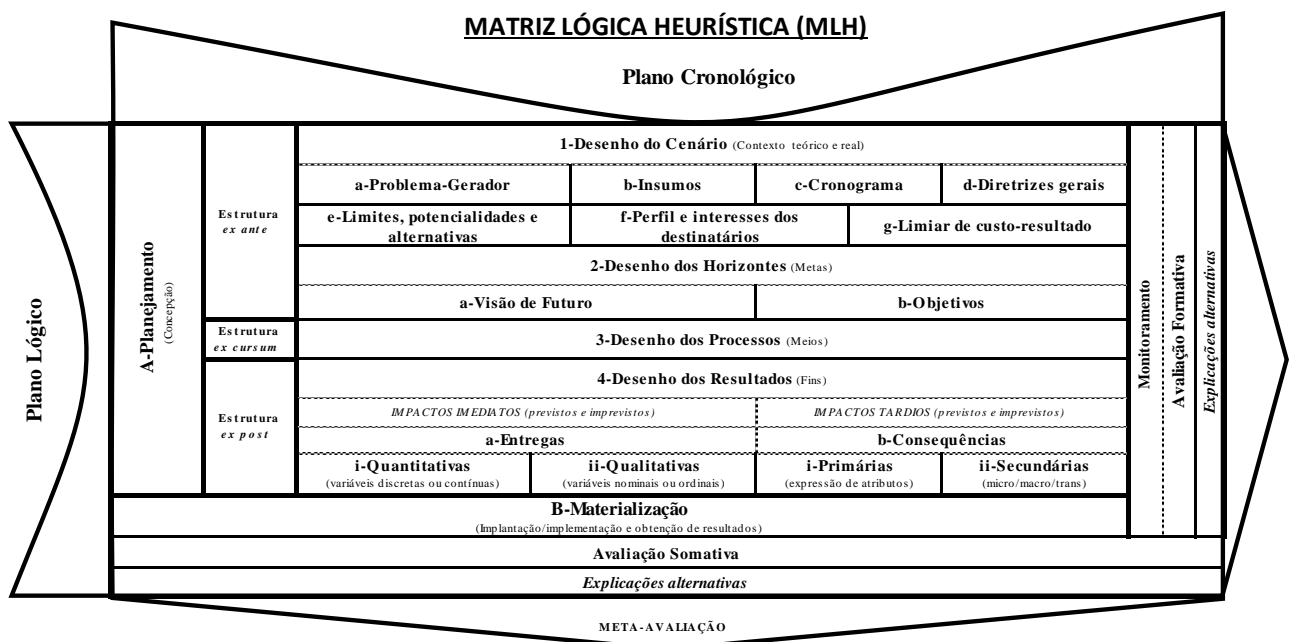 MATRIZ LÓGICA HEURÍSTICA (MLH)
Plano Cronológico
Plano Lógico
A-Planejamento
(Concepção)
Estrutura
ex ante
1-Desenho do Cenário (Contexto teórico e real)
a-Problema-Gerador
b-Insumos
c-Cronograma
d-Diretrizes gerais
e-Limites, potencialidades e
alternativas
f-Perfil e interesses dos
destinatários
g-Limiar de custo-resultado
2-Desenho dos Horizontes (Metas)
a-Visão de Futuro
b-Objetivos
Estrutura
ex cursum
3-Desenho dos Processos (Meios)
Estrutura
ex post
4-Desenho dos Resultados (Fins)
IMPACTOS IMEDIATOS (previstos e imprevistos)
IMPACTOS TARDIOS (previstos e imprevistos)
a-Entregas
b-Consequências
i-Quantitativas
(variáveis discretas ou contínuas)
ii-Qualitativas
(variáveis nominais ou ordinais)
i-Primárias
(expressão de atributos)
ii-Secundárias
(micro/macro/trans)
Monitoramento
Avaliação Formativa
Explicações alternativas
B-Materialização
(Implantação/implementação e obtenção de resultados)
Avaliação Somativa
Explicações alternativas
META-AVALIAÇÃO